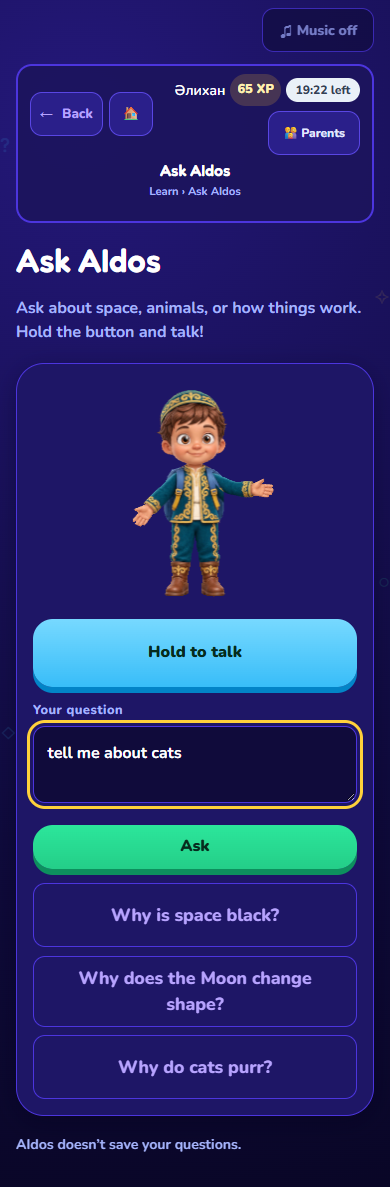 ♫ Music off
Әлихан 65 XP 19:22 left
← Back
Parents
Ask Aldos
Learn › Ask Aldos
Ask Aldos
Ask about space, animals, or how things work.
Hold the button and talk!
Hold to talk
Your question
tell me about cats
Ask
Why is space black?
Why does the Moon change
shape?
Why do cats purr?
Aldos doesn't save your questions.